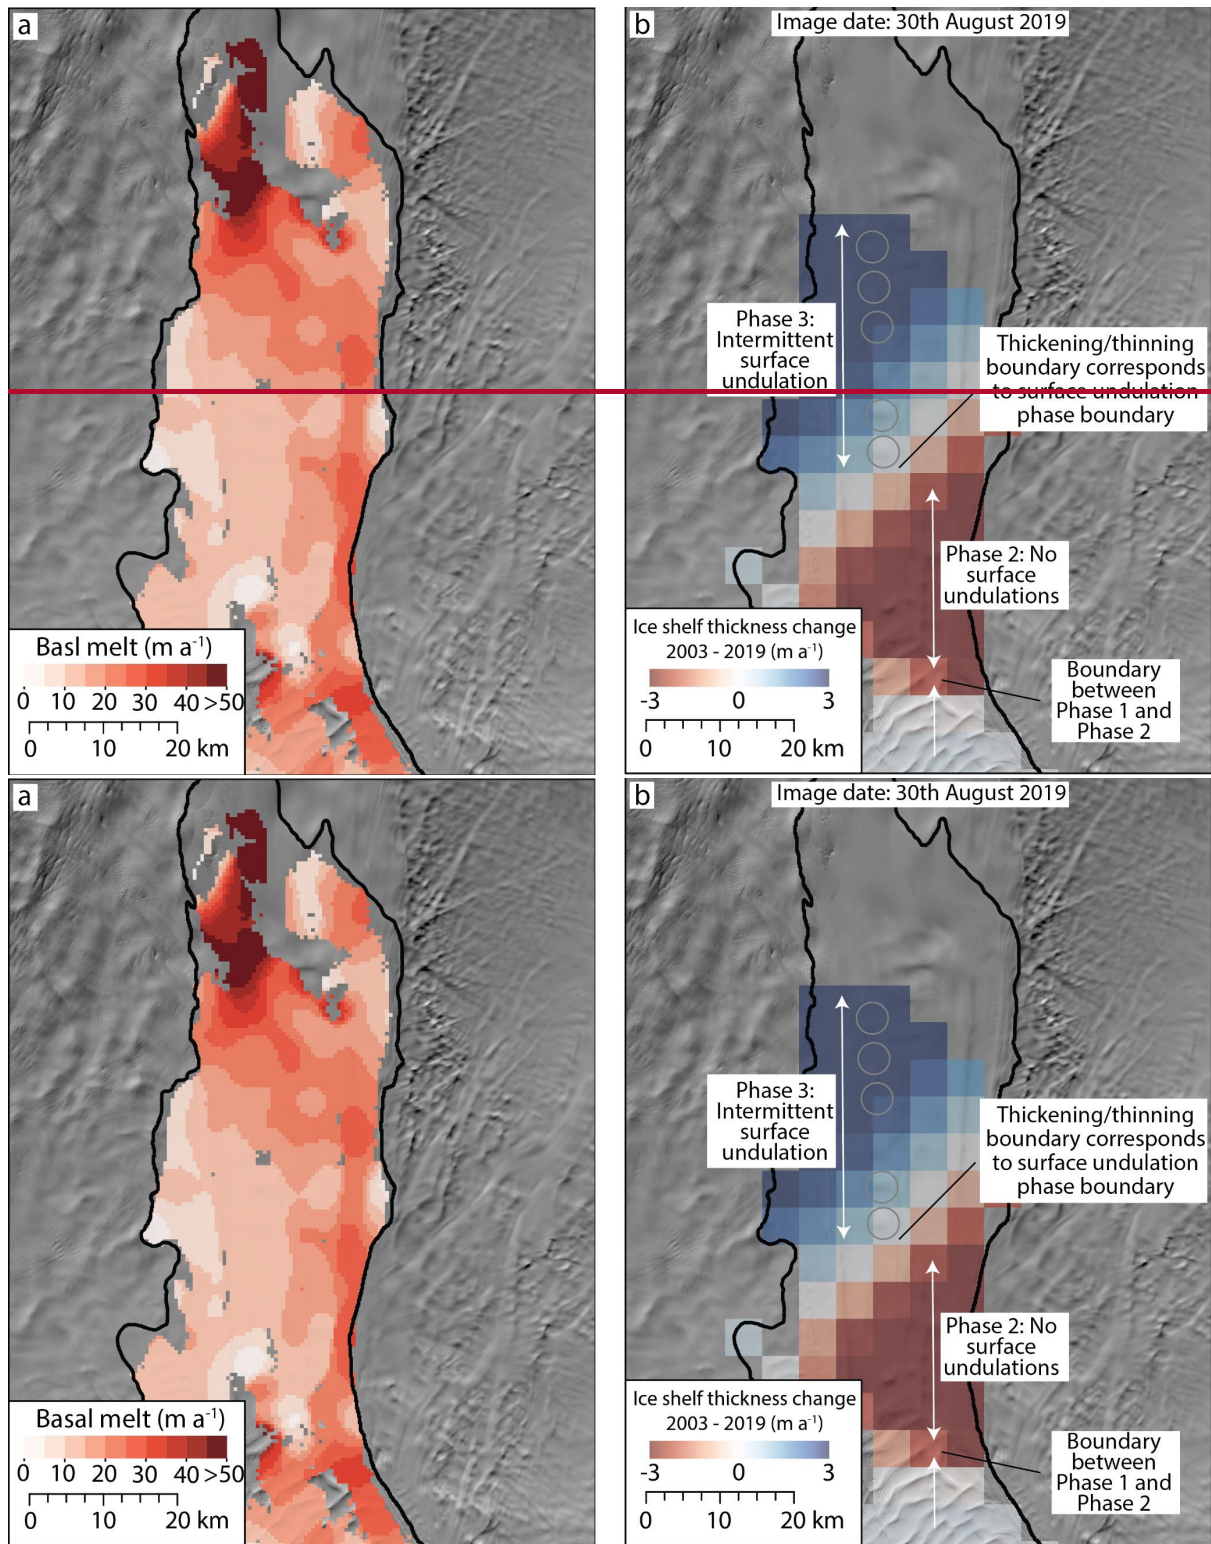 a
Basl melt (m a⁻¹)
0 10 20 30 40 >50
0 10 20 km
b
Image date: 30th August 2019
Phase 3:
Intermittent
surface
undulation
Thickening/thinning
boundary corresponds
to surface undulation
phase boundary
Phase 2: No
surface
undulations
Ice shelf thickness change
2003 - 2019 (m a⁻¹)
-3 0 3
0 10 20 km
Boundary
between
Phase 1 and
Phase 2
a
Basal melt (m a⁻¹)
0 10 20 30 40 >50
0 10 20 km
b
Image date: 30th August 2019
Phase 3:
Intermittent
surface
undulation
Thickening/thinning
boundary corresponds
to surface undulation
phase boundary
Phase 2: No
surface
undulations
Ice shelf thickness change
2003 - 2019 (m a⁻¹)
-3 0 3
0 10 20 km
Boundary
between
Phase 1 and
Phase 2